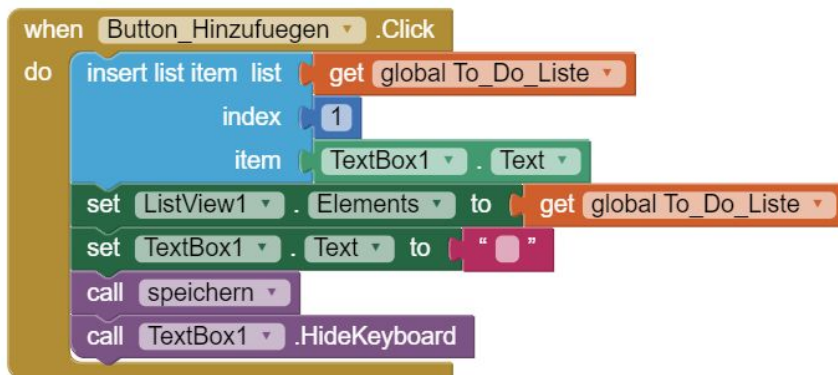 when Button_Hinzufuegen .Click
do insert list item list get global To_Do_Liste
index 1
item TextBox1 . Text
set ListView1 . Elements to get global To_Do_Liste
set TextBox1 . Text to “ ”
call speichern
call TextBox1 .HideKeyboard